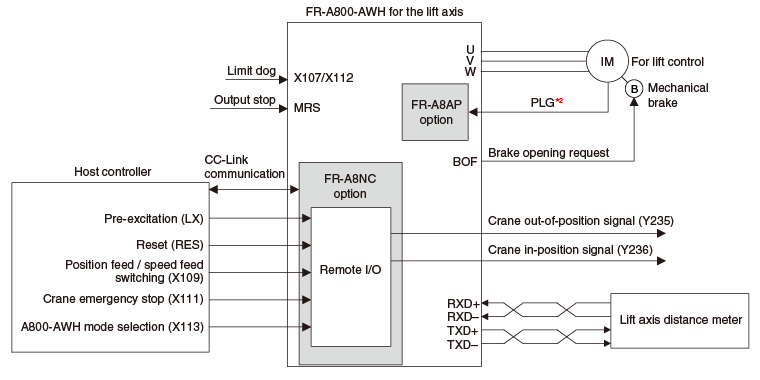 FR-A800-AWH for the lift axis
U
V
W
IM
For lift control
Limit dog
X107/X112
Output stop
MRS
FR-A8AP
option
PLG*2
B
Mechanical
brake
BOF
Brake opening request
CC-Link
communication
Host controller
FR-A8NC
option
Pre-excitation (LX)
Reset (RES)
Position feed / speed feed
switching (X109)
Crane emergency stop (X111)
A800-AWH mode selection (X113)
Remote I/O
Crane out-of-position signal (Y235)
Crane in-position signal (Y236)
RXD+
RXD–
TXD+
TXD–
Lift axis distance meter